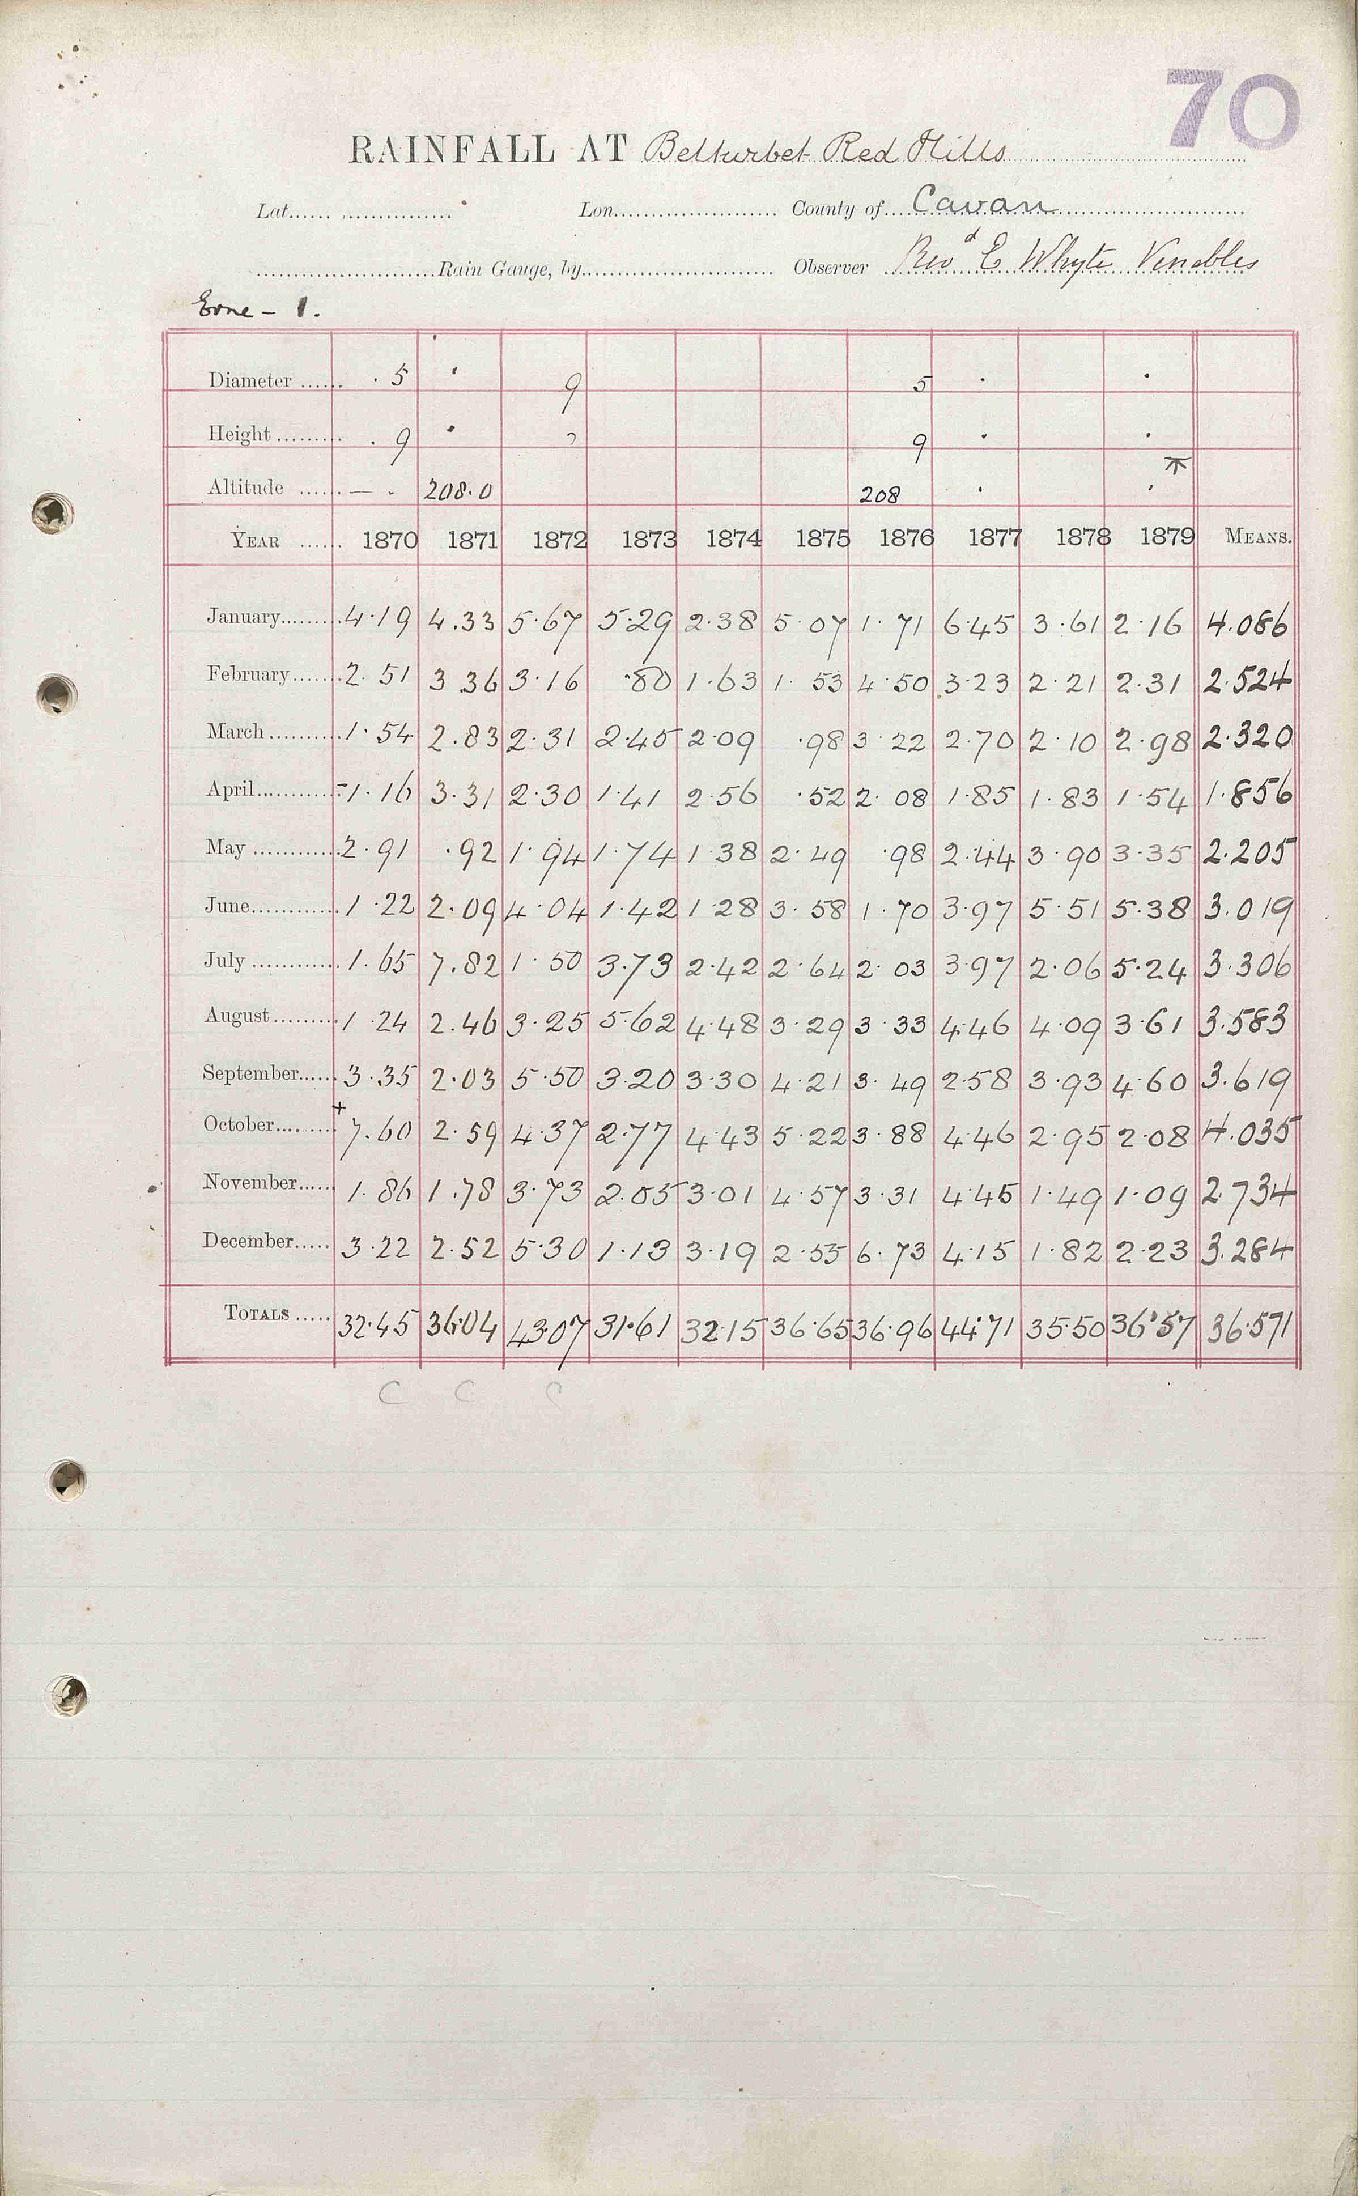 70
RAINFALL AT Belturbet Red Hills
Lat. Lon. County of Cavan
Rain Gauge, by Observer Revd E Whyte Venables
Erne - 1.
Diameter 5 9 5
Height 9 9
Altitude — 208.0 208
YEAR 1870 1871 1872 1873 1874 1875 1876 1877 1878 1879 MEANS.
January 4.19 4.33 5.67 5.29 2.38 5.07 1.71 6.45 3.61 2.16 4.086
February 2.51 3.36 3.16 .80 1.63 1.53 4.50 3.23 2.21 2.31 2.524
March 1.54 2.83 2.31 2.45 2.09 .98 3.22 2.70 2.10 2.98 2.320
April 1.16 3.31 2.30 1.41 2.56 .52 2.08 1.85 1.83 1.54 1.856
May 2.91 .92 1.94 1.74 1.38 2.49 .98 2.44 3.90 3.35 2.205
June 1.22 2.09 4.04 1.42 1.28 3.58 1.70 3.97 5.51 5.38 3.019
July 1.65 7.82 1.50 3.73 2.42 2.64 2.03 3.97 2.06 5.24 3.306
August 1.24 2.46 3.25 5.62 4.48 3.29 3.33 4.46 4.09 3.61 3.583
September 3.35 2.03 5.50 3.20 3.30 4.21 3.49 2.58 3.93 4.60 3.619
October + 7.60 2.59 4.37 2.77 4.43 5.22 3.88 4.46 2.95 2.08 4.035
November 1.86 1.78 3.73 2.05 3.01 4.57 3.31 4.45 1.49 1.09 2.734
December 3.22 2.52 5.30 1.13 3.19 2.55 6.73 4.15 1.82 2.23 3.284
TOTALS 32.45 36.04 43.07 31.61 32.15 36.65 36.96 44.71 35.50 36.57 36.571
C C C